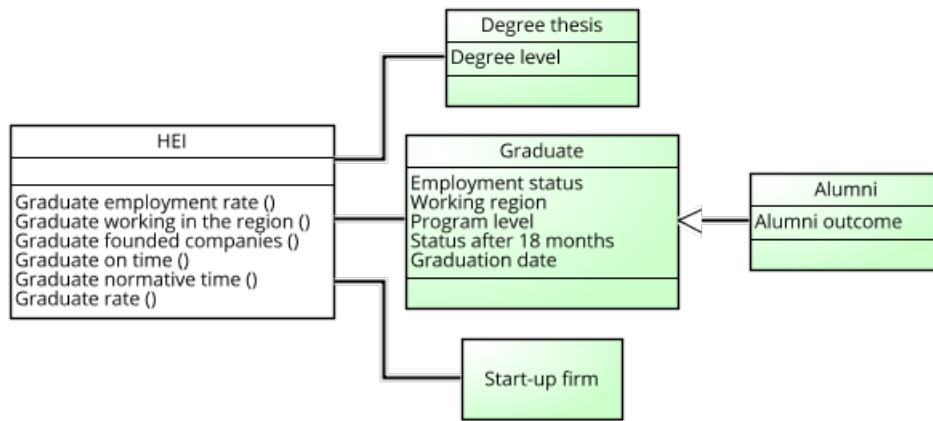 Degree thesis
Degree level
HEI
Graduate employment rate ()
Graduate working in the region ()
Graduate founded companies ()
Graduate on time ()
Graduate normative time ()
Graduate rate ()
Graduate
Employment status
Working region
Program level
Status after 18 months
Graduation date
Alumni
Alumni outcome
Start-up firm